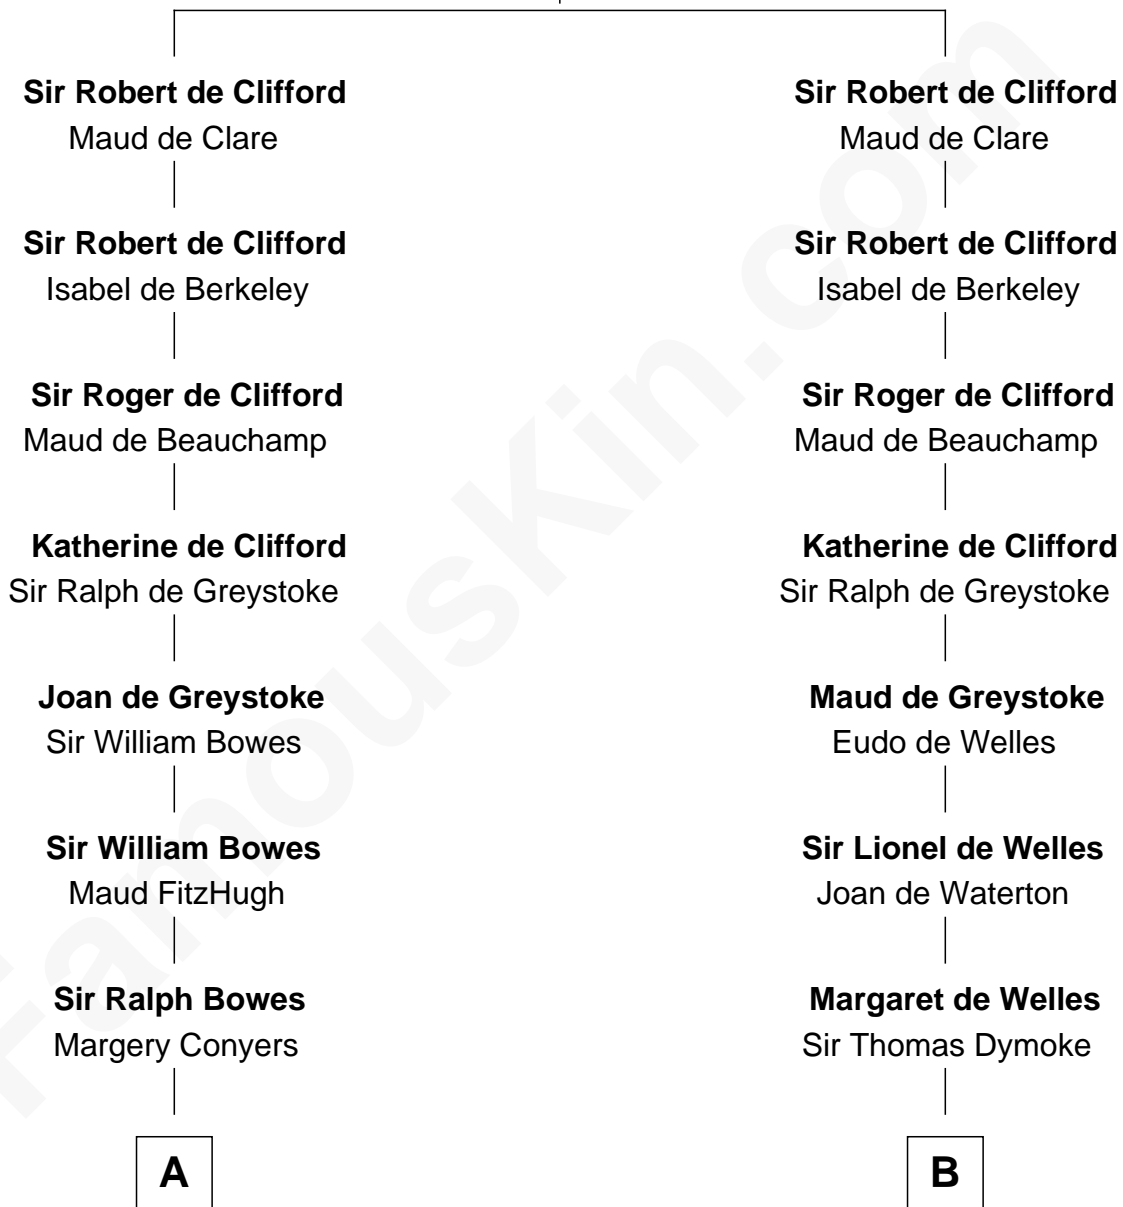 Sir Robert de Clifford
Maud de Clare
Sir Robert de Clifford
Isabel de Berkeley
Sir Roger de Clifford
Maud de Beauchamp
Katherine de Clifford
Sir Ralph de Greystoke
Joan de Greystoke
Sir William Bowes
Sir William Bowes
Maud FitzHugh
Sir Ralph Bowes
Margery Conyers
A
Sir Robert de Clifford
Maud de Clare
Sir Robert de Clifford
Isabel de Berkeley
Sir Roger de Clifford
Maud de Beauchamp
Katherine de Clifford
Sir Ralph de Greystoke
Maud de Greystoke
Eudo de Welles
Sir Lionel de Welles
Joan de Waterton
Margaret de Welles
Sir Thomas Dymoke
B
FamousKin.com